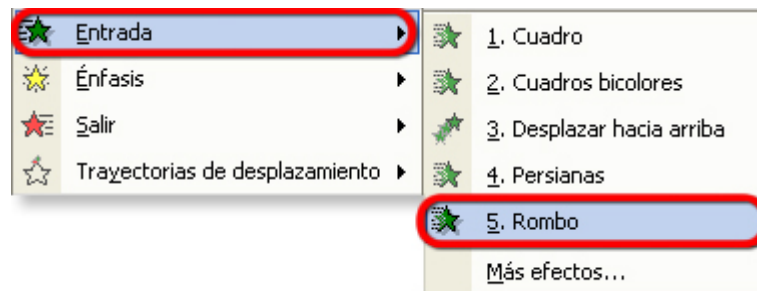 Entrada
Énfasis
Salir
Trayectorias de desplazamiento
1. Cuadro
2. Cuadros bicolores
3. Desplazar hacia arriba
4. Persianas
5. Rombo
Más efectos...